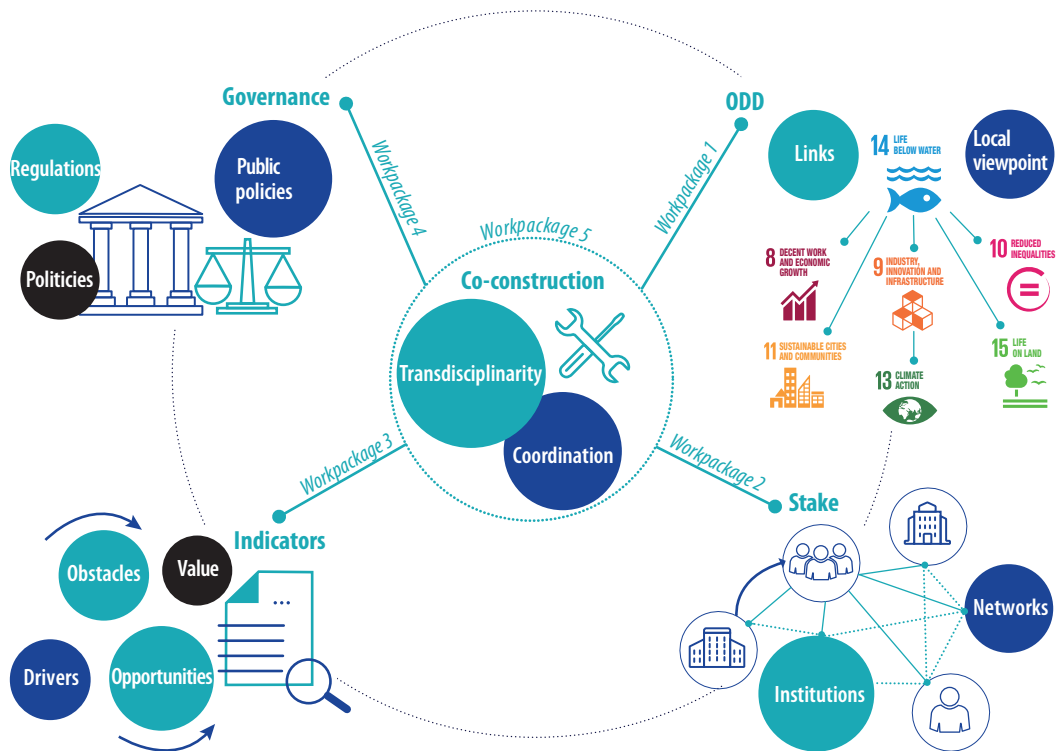 Governance
Regulations
Public
policies
Politicies
Workpackage 4
ODD
Workpackage 1
Links
14 LIFE
BELOW WATER
Local
viewpoint
8 DECENT WORK
AND ECONOMIC
GROWTH
9 INDUSTRY,
INNOVATION AND
INFRASTRUCTURE
10 REDUCED
INEQUALITIES
11 SUSTAINABLE CITIES
AND COMMUNITIES
13 CLIMATE
ACTION
15 LIFE
ON LAND
Workpackage 5
Co-construction
Transdisciplinarity
Coordination
Workpackage 3
Indicators
Obstacles
Value
...
Drivers
Opportunities
Workpackage 2
Stake
Networks
Institutions